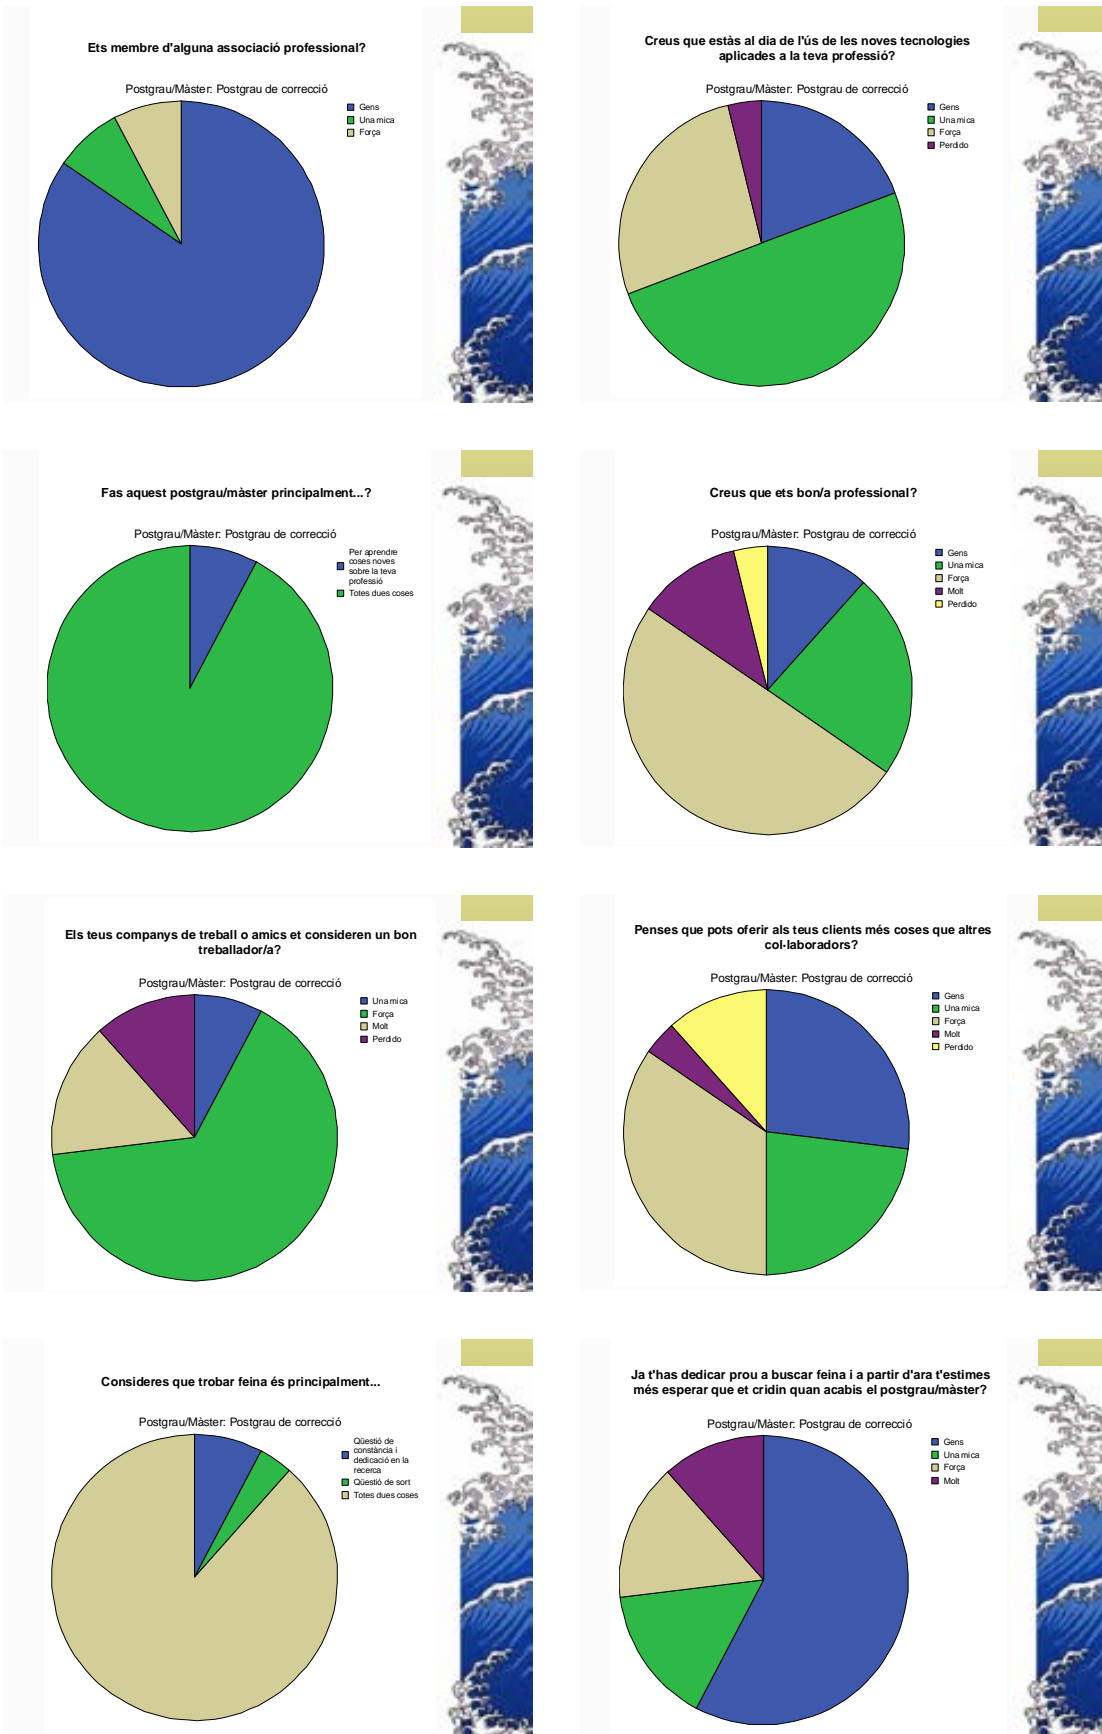 Ets membre d'alguna associació professional?
Postgrau/Màster: Postgrau de correcció
Gens
Una mica
Força
Creus que estàs al dia de l'ús de les noves tecnologies
aplicades a la teva professió?
Postgrau/Màster: Postgrau de correcció
Gens
Una mica
Força
Perdido
Fas aquest postgrau/màster principalment...?
Postgrau/Màster: Postgrau de correcció
Per aprendre
coses noves
sobre la teva
professió
Totes dues coses
Creus que ets bon/a professional?
Postgrau/Màster: Postgrau de correcció
Gens
Una mica
Força
Molt
Perdido
Els teus companys de treball o amics et consideren un bon
treballador/a?
Postgrau/Màster: Postgrau de correcció
Una mica
Força
Molt
Perdido
Penses que pots oferir als teus clients més coses que altres
col·laboradors?
Postgrau/Màster: Postgrau de correcció
Gens
Una mica
Força
Molt
Perdido
Consideres que trobar feina és principalment...
Postgrau/Màster: Postgrau de correcció
Qüestió de
constància i
dedicació en la
recerca
Qüestió de sort
Totes dues coses
Ja t'has dedicar prou a buscar feina i a partir d'ara t'estimes
més esperar que et cridin quan acabis el postgrau/màster?
Postgrau/Màster: Postgrau de correcció
Gens
Una mica
Força
Molt